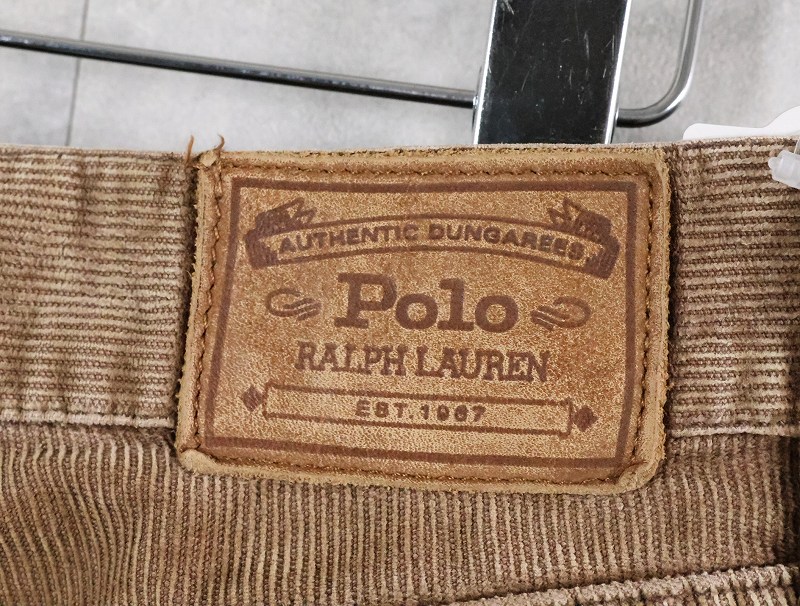 AUTHENTIC DUNGAREES
Polo
RALPH LAUREN
EST. 1967